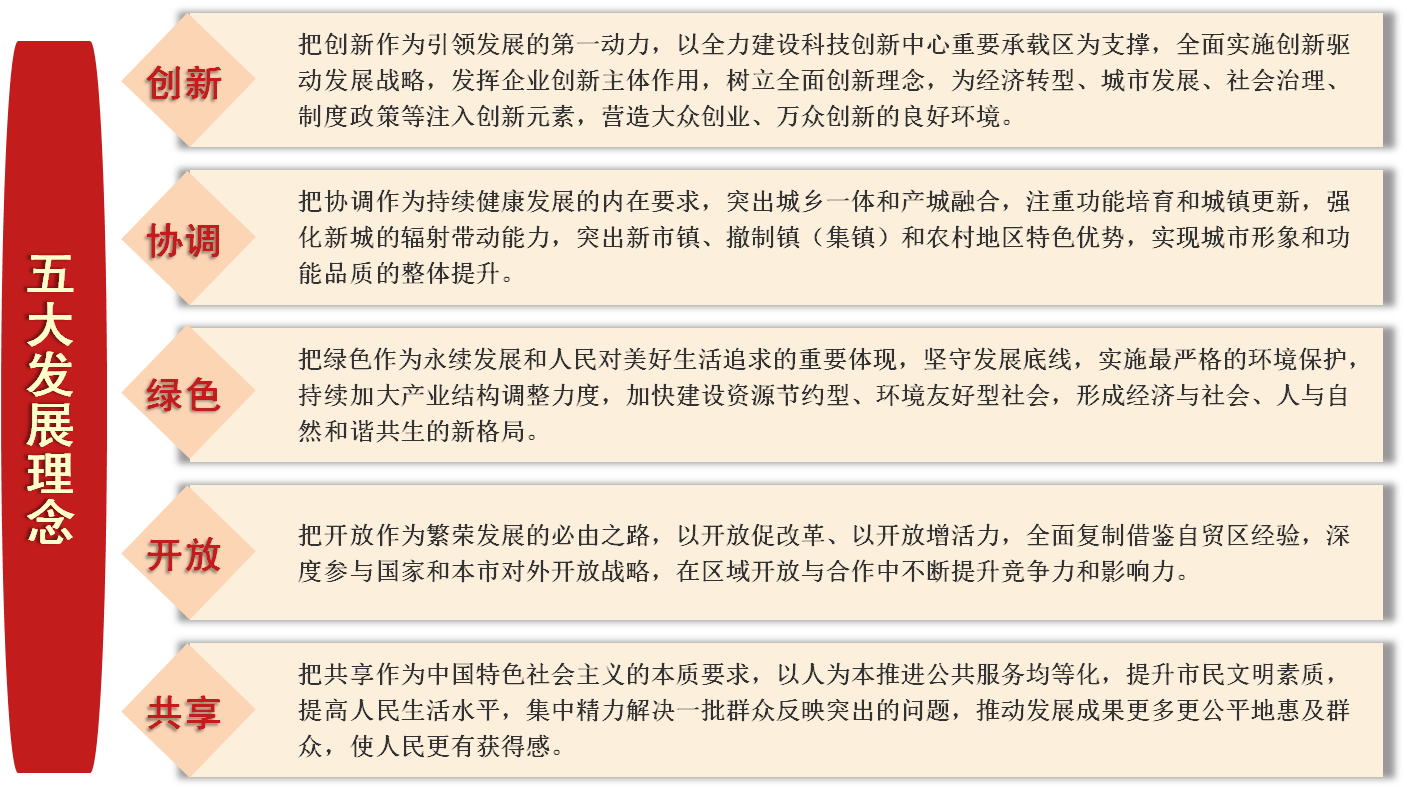 五大发展理念
创新
把创新作为引领发展的第一动力，以全力建设科技创新中心重要承载区为支撑，全面实施创新驱
动发展战略，发挥企业创新主体作用，树立全面创新理念，为经济转型、城市发展、社会治理、
制度政策等注入创新元素，营造大众创业、万众创新的良好环境。
协调
把协调作为持续健康发展的内在要求，突出城乡一体和产城融合，注重功能培育和城镇更新，强
化新城的辐射带动能力，突出新市镇、撤制镇（集镇）和农村地区特色优势，实现城市形象和功
能品质的整体提升。
绿色
把绿色作为永续发展和人民对美好生活追求的重要体现，坚守发展底线，实施最严格的环境保护，
持续加大产业结构调整力度，加快建设资源节约型、环境友好型社会，形成经济与社会、人与自
然和谐共生的新格局。
开放
把开放作为繁荣发展的必由之路，以开放促改革、以开放增活力，全面复制借鉴自贸区经验，深
度参与国家和本市对外开放战略，在区域开放与合作中不断提升竞争力和影响力。
共享
把共享作为中国特色社会主义的本质要求，以人为本推进公共服务均等化，提升市民文明素质，
提高人民生活水平，集中精力解决一批群众反映突出的问题，推动发展成果更多更公平地惠及群
众，使人民更有获得感。